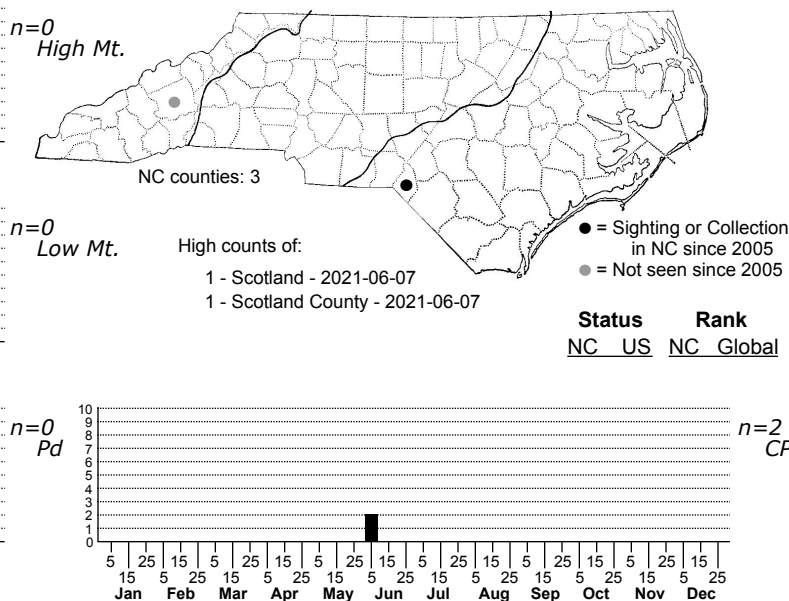 n=0
High Mt.
NC counties: 3
n=0
Low Mt.
High counts of:
1 - Scotland - 2021-06-07
1 - Scotland County - 2021-06-07
● = Sighting or Collection
in NC since 2005
● = Not seen since 2005
Status Rank
NC US NC Global
n=0
Pd
n=2
CP
10
9
8
7
6
5
4
3
2
1
0
5 25 15 5 25 15 5 25 15 5 25 15 5 25 15 5 25 15
15 5 25 15 5 25 15 5 25 15 5 25 15 5 25 15 5 25
Jan Feb Mar Apr May Jun Jul Aug Sep Oct Nov Dec